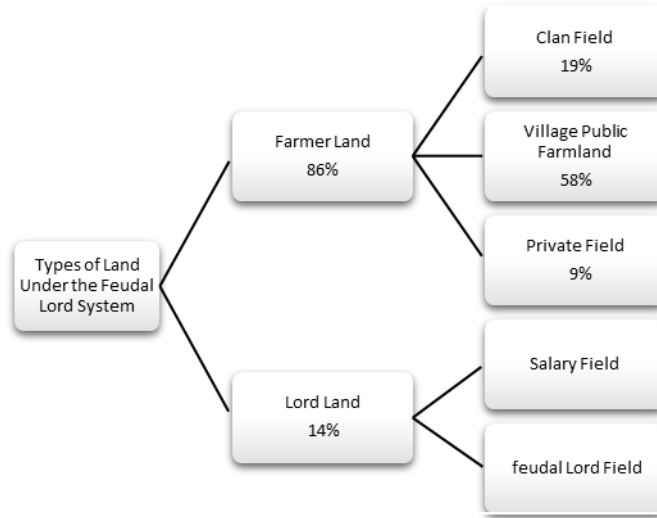 Types of Land
Under the Feudal
Lord System
Farmer Land
86%
Clan Field
19%
Village Public
Farmland
58%
Private Field
9%
Lord Land
14%
Salary Field
feudal Lord Field